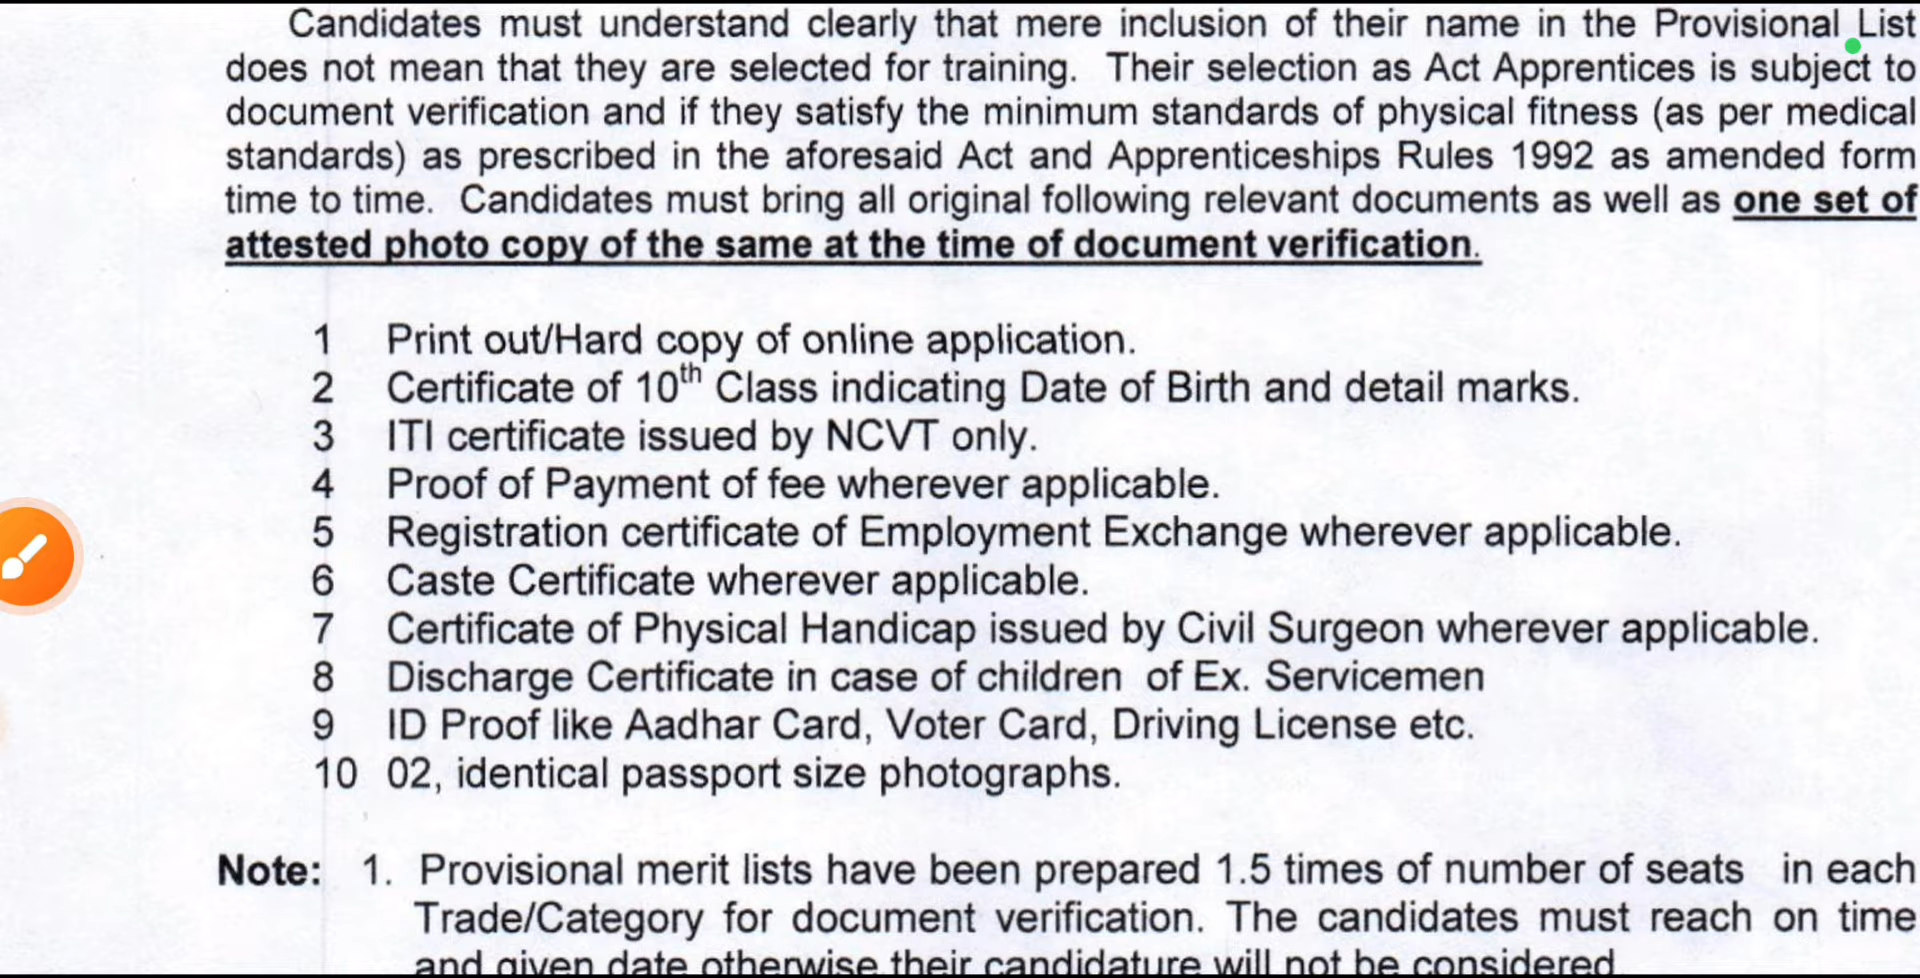 Candidates must understand clearly that mere inclusion of their name in the Provisional List
does not mean that they are selected for training. Their selection as Act Apprentices is subject to
document verification and if they satisfy the minimum standards of physical fitness (as per medical
standards) as prescribed in the aforesaid Act and Apprenticeships Rules 1992 as amended form
time to time. Candidates must bring all original following relevant documents as well as one set of
attested photo copy of the same at the time of document verification.
1 Print out/Hard copy of online application.
2 Certificate of 10th Class indicating Date of Birth and detail marks.
3 ITI certificate issued by NCVT only.
4 Proof of Payment of fee wherever applicable.
5 Registration certificate of Employment Exchange wherever applicable.
6 Caste Certificate wherever applicable.
7 Certificate of Physical Handicap issued by Civil Surgeon wherever applicable.
8 Discharge Certificate in case of children of Ex. Servicemen
9 ID Proof like Aadhar Card, Voter Card, Driving License etc.
10 02, identical passport size photographs.
Note: 1. Provisional merit lists have been prepared 1.5 times of number of seats in each
Trade/Category for document verification. The candidates must reach on time
and given date otherwise their candidature will not be considered